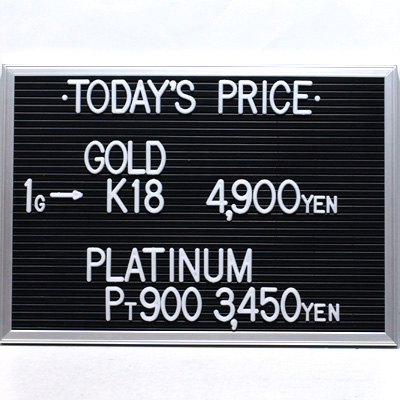 ·TODAY'S PRICE·
GOLD
1G→ K18 4,900YEN
PLATINUM
PT900 3,450YEN